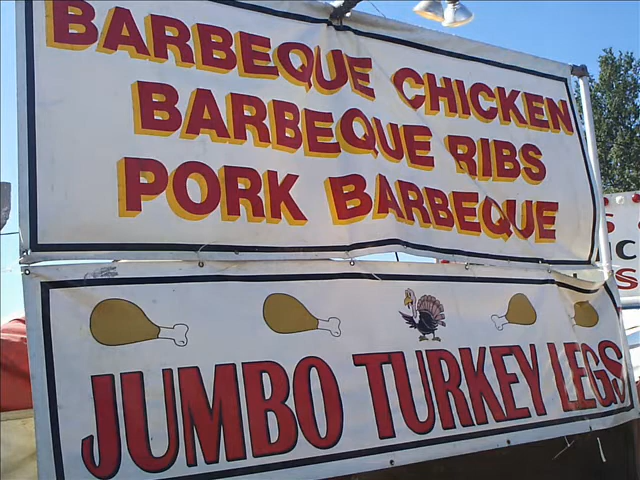 BARBEQUE CHICKEN
BARBEQUE RIBS
PORK BARBEQUE
JUMBO TURKEY LEGS